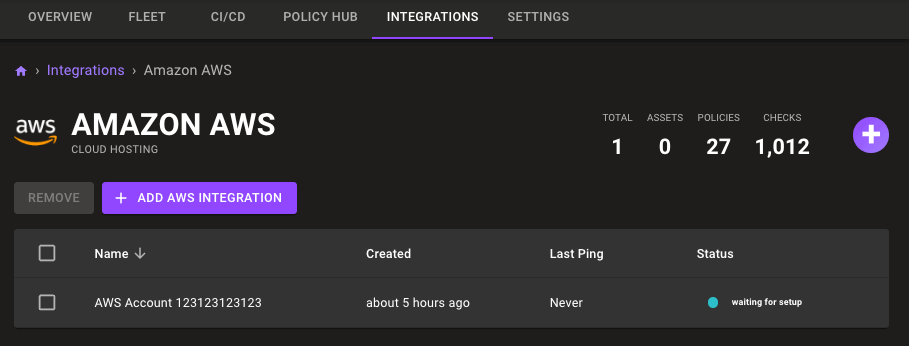 OVERVIEW FLEET CI/CD POLICY HUB INTEGRATIONS SETTINGS
› Integrations › Amazon AWS
aws AMAZON AWS
CLOUD HOSTING
TOTAL ASSETS POLICIES CHECKS
1 0 27 1,012
REMOVE + ADD AWS INTEGRATION
Name ↓ Created Last Ping Status
AWS Account 123123123123 about 5 hours ago Never waiting for setup